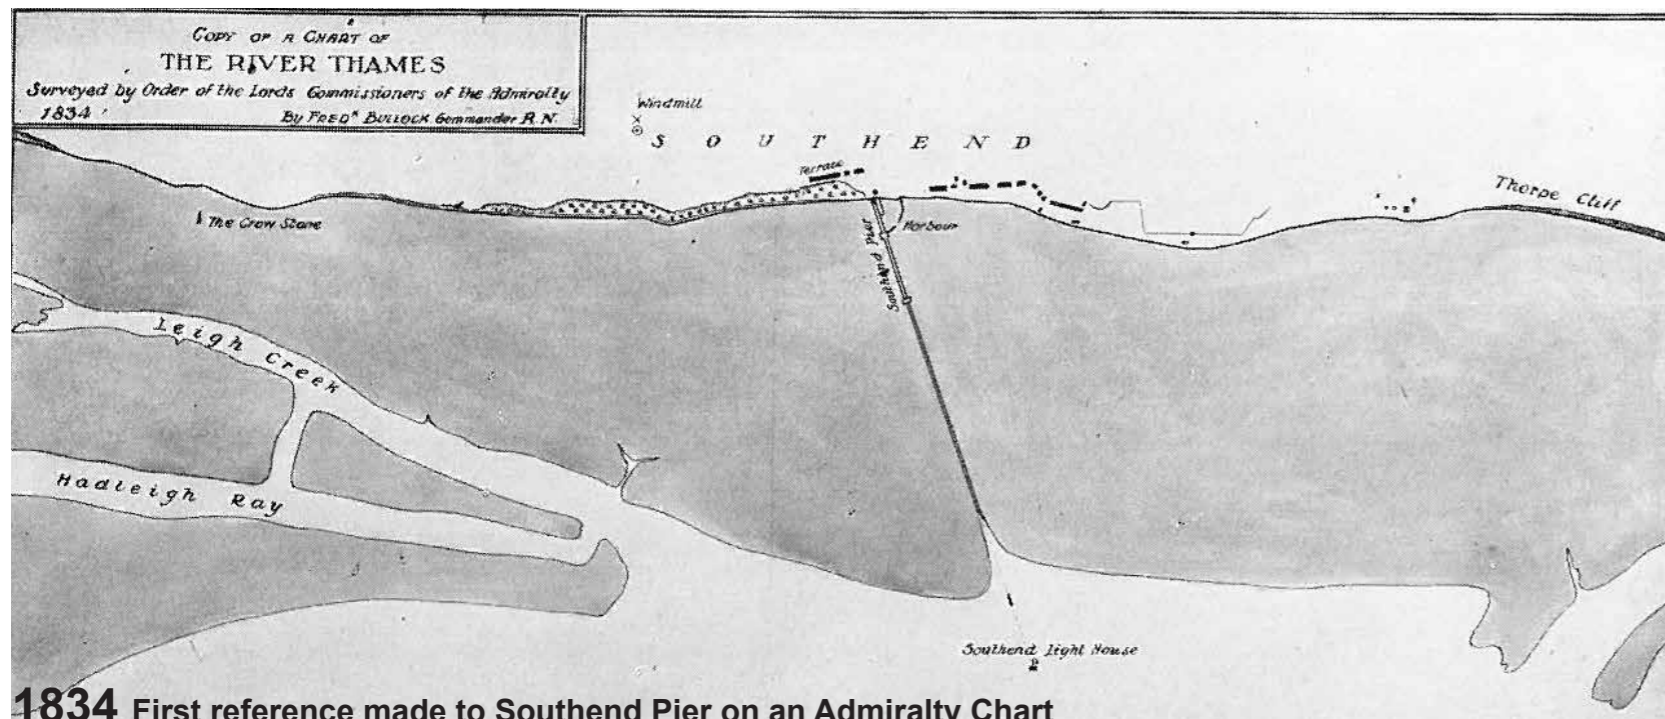 COPY OF A CHART OF
THE RIVER THAMES
Surveyed by Order of the Lords Commissioners of the Admiralty
1834 By FREDK BULLOCK Commander R.N.
Windmill
SOUTHEND
Terrace
Thorpe Cliff
The Crow Stone
Harbour
Southend Pier
Leigh Creek
Hadleigh Ray
Southend Light House
1834 First reference made to Southend Pier on an Admiralty Chart